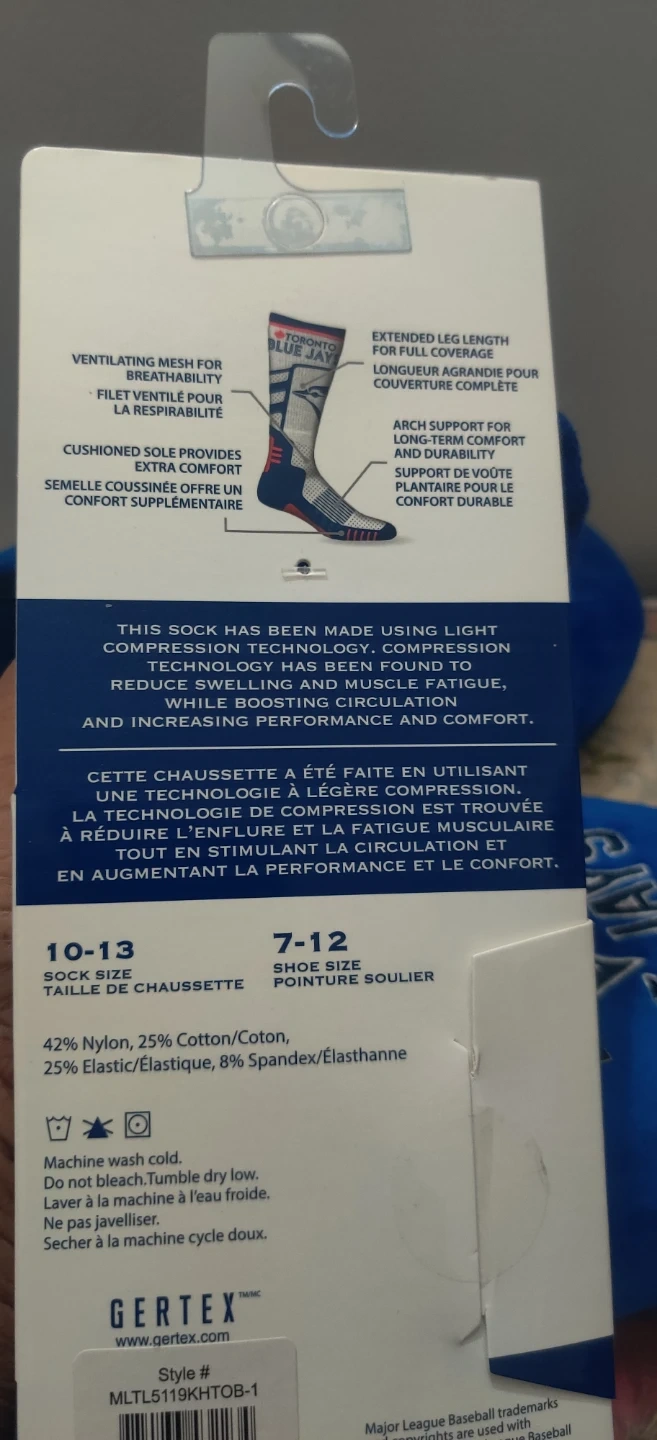 TORONTO
BLUE JAYS
VENTILATING MESH FOR
BREATHABILITY
FILET VENTILÉ POUR
LA RESPIRABILITÉ
CUSHIONED SOLE PROVIDES
EXTRA COMFORT
SEMELLE COUSSINÉE OFFRE UN
CONFORT SUPPLÉMENTAIRE
EXTENDED LEG LENGTH
FOR FULL COVERAGE
LONGUEUR AGRANDIE POUR
COUVERTURE COMPLÈTE
ARCH SUPPORT FOR
LONG-TERM COMFORT
AND DURABILITY
SUPPORT DE VOÛTE
PLANTAIRE POUR LE
CONFORT DURABLE
THIS SOCK HAS BEEN MADE USING LIGHT
COMPRESSION TECHNOLOGY. COMPRESSION
TECHNOLOGY HAS BEEN FOUND TO
REDUCE SWELLING AND MUSCLE FATIGUE,
WHILE BOOSTING CIRCULATION
AND INCREASING PERFORMANCE AND COMFORT.
CETTE CHAUSSETTE A ÉTÉ FAITE EN UTILISANT
UNE TECHNOLOGIE À LÉGÈRE COMPRESSION.
LA TECHNOLOGIE DE COMPRESSION EST TROUVÉE
À RÉDUIRE L'ENFLURE ET LA FATIGUE MUSCULAIRE
TOUT EN STIMULANT LA CIRCULATION ET
EN AUGMENTANT LA PERFORMANCE ET LE CONFORT.
10-13
SOCK SIZE
TAILLE DE CHAUSSETTE
7-12
SHOE SIZE
POINTURE SOULIER
42% Nylon, 25% Cotton/Coton,
25% Elastic/Élastique, 8% Spandex/Élasthanne
Machine wash cold.
Do not bleach.Tumble dry low.
Laver à la machine à l'eau froide.
Ne pas javelliser.
Secher à la machine cycle doux.
GERTEX TM/MC
www.gertex.com
Style #
MLTL5119KHTOB-1
Major League Baseball trademarks
copyrights are used with
Baseball